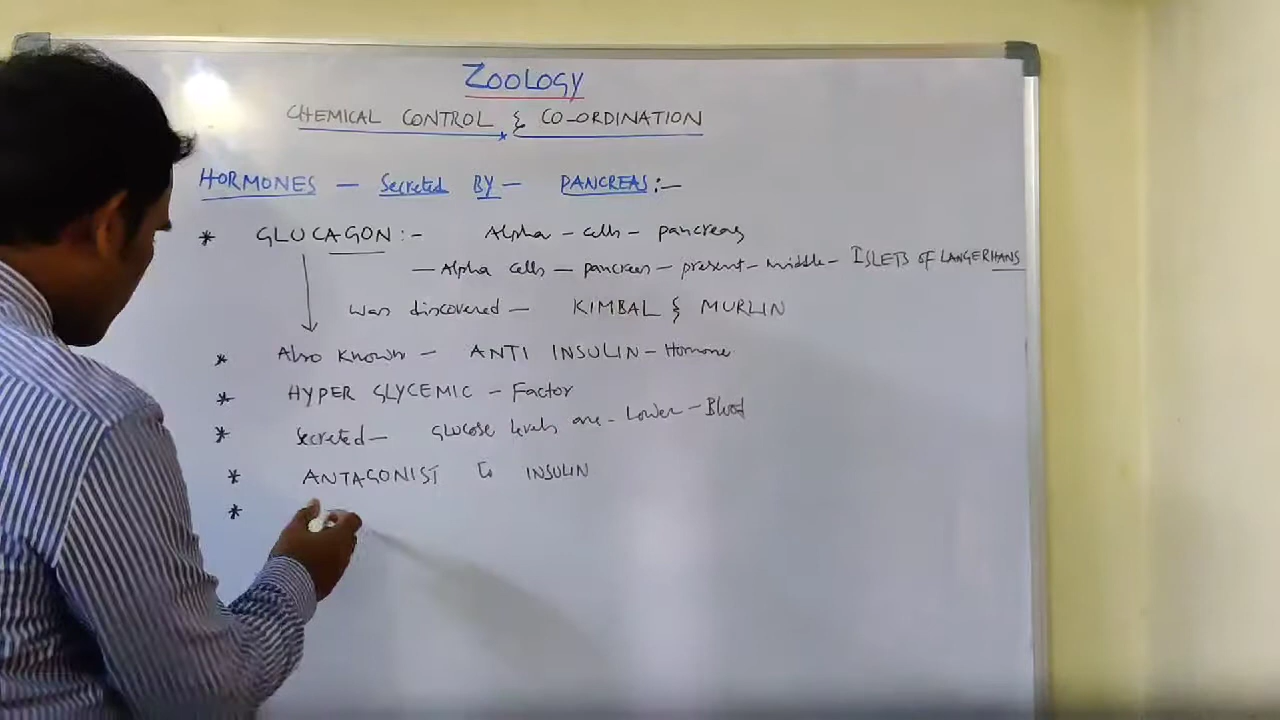 ZOOLOGY
CHEMICAL CONTROL & CO-ORDINATION
HORMONES - Secreted BY - PANCREAS:-
* GLUCAGON:- Alpha - cells - pancreas
- Alpha cells - pancreas - present - middle - ISLETS OF LANGERHANS
was discovered - KIMBAL & MURLIN
* Also Known - ANTI INSULIN - Hormone
* HYPER GLYCEMIC - Factor
* Secreted - Glucose levels are - Lower - Blood
* ANTAGONIST to INSULIN
*